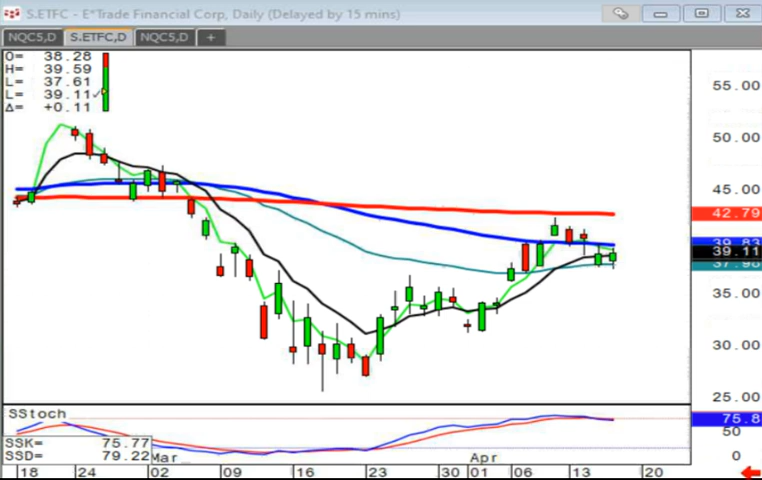 S.ETFC - E*Trade Financial Corp, Daily (Delayed by 15 mins)
NQC5,D S.ETFC,D NQC5,D +
O= 38.28
H= 39.59
L= 37.61
L= 39.11
Δ= +0.11
55.00
50.00
45.00
42.79
39.83
39.11
37.98
35.00
30.00
25.00
SStoch
75.8
50
SSK= 75.77
SSD= 79.22
0
Mar
Apr
18 24 02 09 16 23 30 01 06 13 20